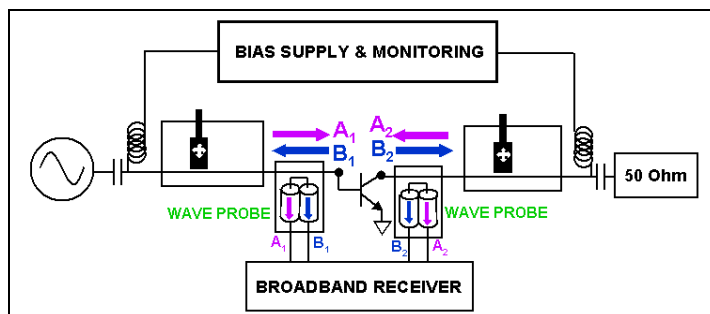 BIAS SUPPLY & MONITORING
A₁ A₂
B₁ B₂
50 Ohm
WAVE PROBE WAVE PROBE
A₁ B₁ B₂ A₂
BROADBAND RECEIVER